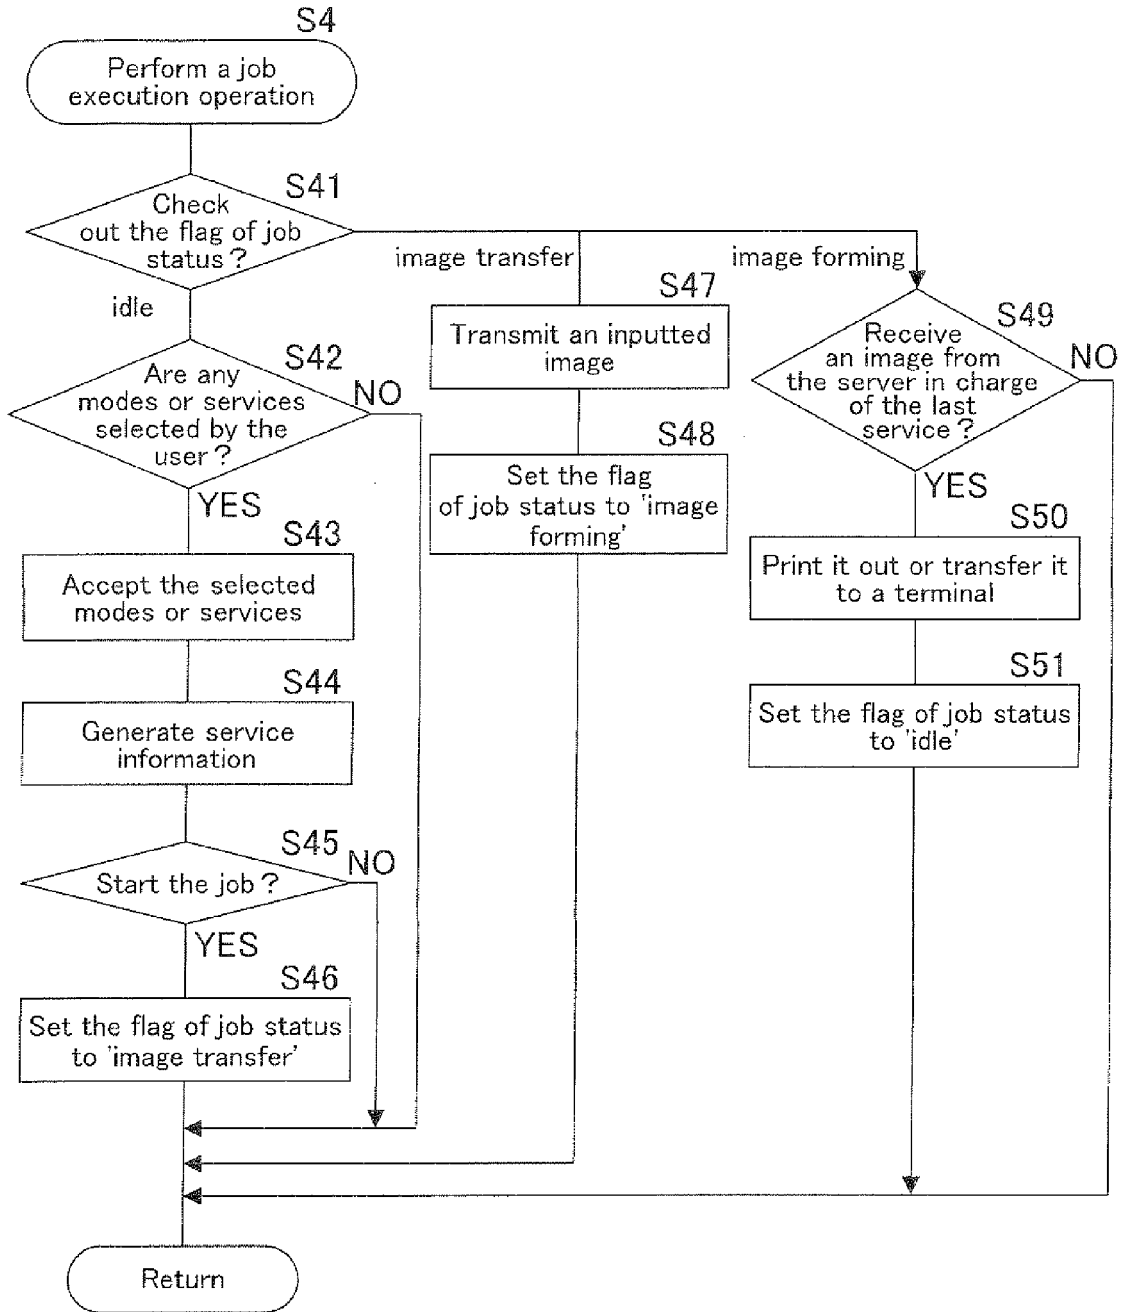 S4
Perform a job
execution operation
S41
Check
out the flag of job
status?
idle
image transfer
image forming
S42
Are any
modes or services
selected by the
user?
NO
YES
S43
Accept the selected
modes or services
S44
Generate service
information
S45
Start the job?
NO
YES
S46
Set the flag of job status
to 'image transfer'
S47
Transmit an inputted
image
S48
Set the flag
of job status to 'image
forming'
S49
Receive
an image from
the server in charge
of the last
service?
NO
YES
S50
Print it out or transfer it
to a terminal
S51
Set the flag of job status
to 'idle'
Return